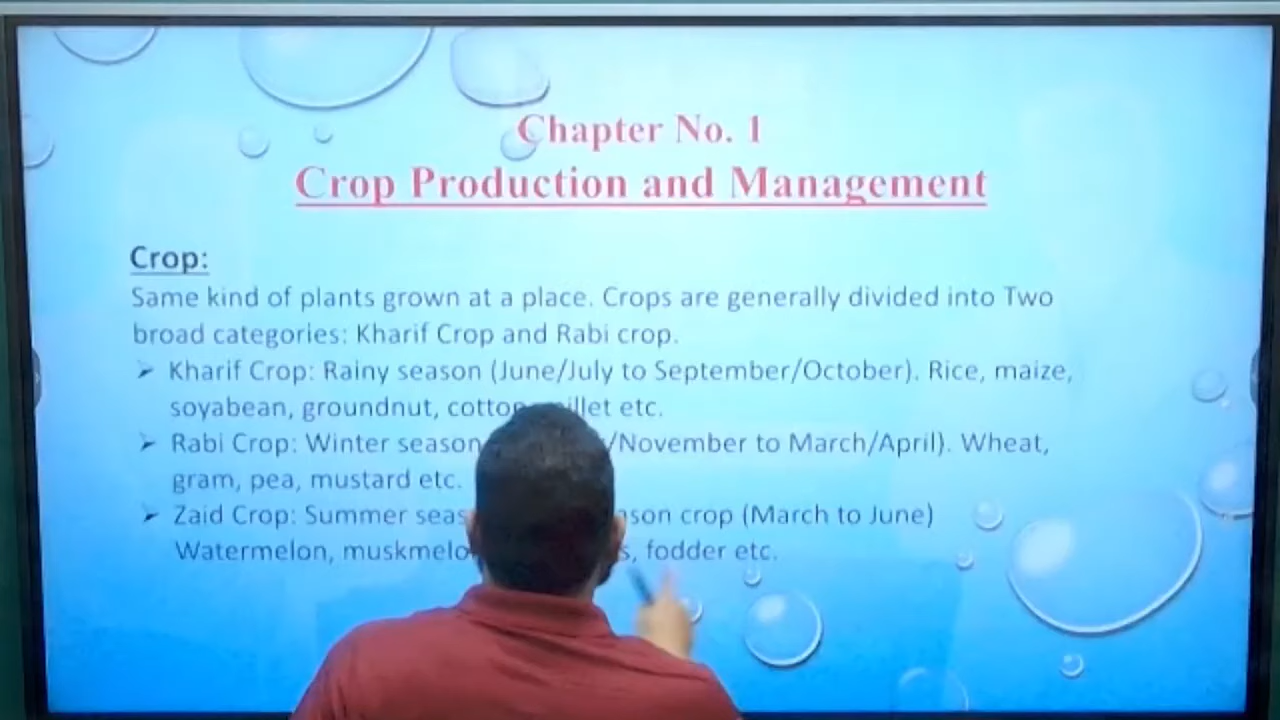 Chapter No. 1
Crop Production and Management
Crop:
Same kind of plants grown at a place. Crops are generally divided into Two
broad categories: Kharif Crop and Rabi crop.
➢ Kharif Crop: Rainy season (June/July to September/October). Rice, maize,
soyabean, groundnut, cotton, millet etc.
➢ Rabi Crop: Winter season /November to March/April). Wheat,
gram, pea, mustard etc.
➢ Zaid Crop: Summer crop (March to June)
Watermelon, fodder etc.